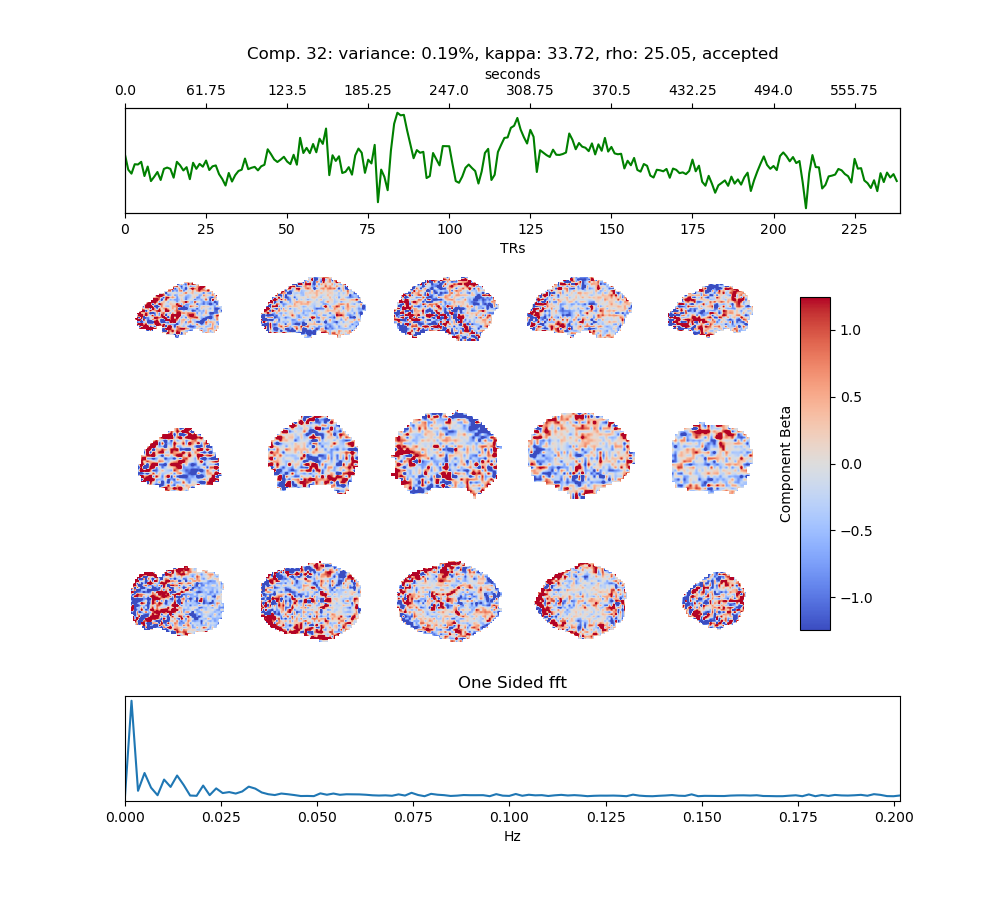 Comp. 32: variance: 0.19%, kappa: 33.72, rho: 25.05, accepted
seconds
0.0 61.75 123.5 185.25 247.0 308.75 370.5 432.25 494.0 555.75
0 25 50 75 100 125 150 175 200 225
TRs
1.0
0.5
0.0
−0.5
−1.0
Component Beta
One Sided fft
0.000 0.025 0.050 0.075 0.100 0.125 0.150 0.175 0.200
Hz